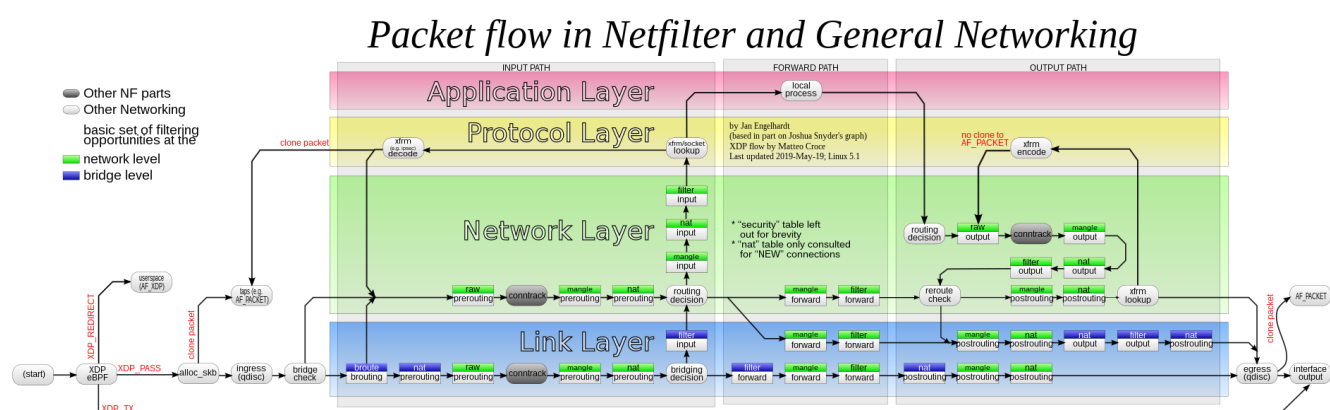 Packet flow in Netfilter and General Networking
INPUT PATH
FORWARD PATH
OUTPUT PATH
Other NF parts
Other Networking
basic set of filtering
opportunities at the
network level
bridge level
Application Layer
local
process
Protocol Layer
clone packet
xfrm
(e.g. ipsec)
decode
xfrm/socket
lookup
by Jan Engelhardt
(based in part on Joshua Snyder's graph)
XDP flow by Matteo Croce
Last updated 2019-May-19; Linux 5.1
no clone to
AF_PACKET
xfrm
encode
Network Layer
filter
input
nat
input
mangle
input
* "security" table left
out for brevity
* "nat" table only consulted
for "NEW" connections
routing
decision
raw
output
conntrack
mangle
output
filter
output
nat
output
userspace
(AF_XDP)
taps (e.g.
AF_PACKET)
raw
prerouting
conntrack
mangle
prerouting
nat
prerouting
routing
decision
mangle
forward
filter
forward
reroute
check
mangle
postrouting
nat
postrouting
xfrm
lookup
AF_PACKET
XDP_REDIRECT
clone packet
clone packet
Link Layer
filter
input
mangle
forward
filter
forward
mangle
postrouting
nat
postrouting
nat
output
filter
output
nat
postrouting
(start)
XDP
eBPF
XDP_PASS
alloc_skb
ingress
(qdisc)
bridge
check
broute
brouting
nat
prerouting
raw
prerouting
conntrack
mangle
prerouting
nat
prerouting
bridging
decision
filter
forward
mangle
forward
filter
forward
nat
postrouting
mangle
postrouting
nat
postrouting
egress
(qdisc)
interface
output
XDP_TX